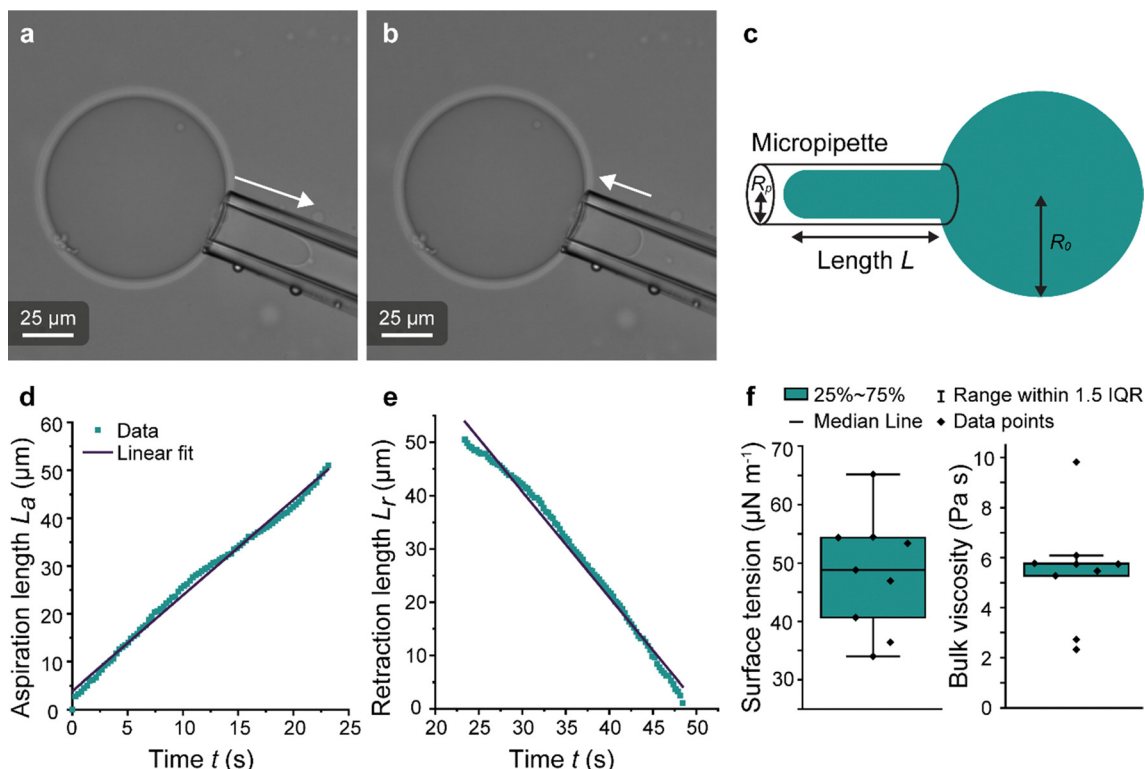 a
b
c
25 µm
25 µm
Micropipette
Rp
Length L
R0
d
Aspiration length La (µm)
60
50
40
30
20
10
0
Data
Linear fit
0 5 10 15 20 25
Time t (s)
e
Retraction length Lr (µm)
50
40
30
20
10
0
20 25 30 35 40 45 50
Time t (s)
f
25%~75%
Range within 1.5 IQR
Median Line
Data points
Surface tension (µN m⁻¹)
70
60
50
40
30
Bulk viscosity (Pa s)
10
8
6
4
2
0